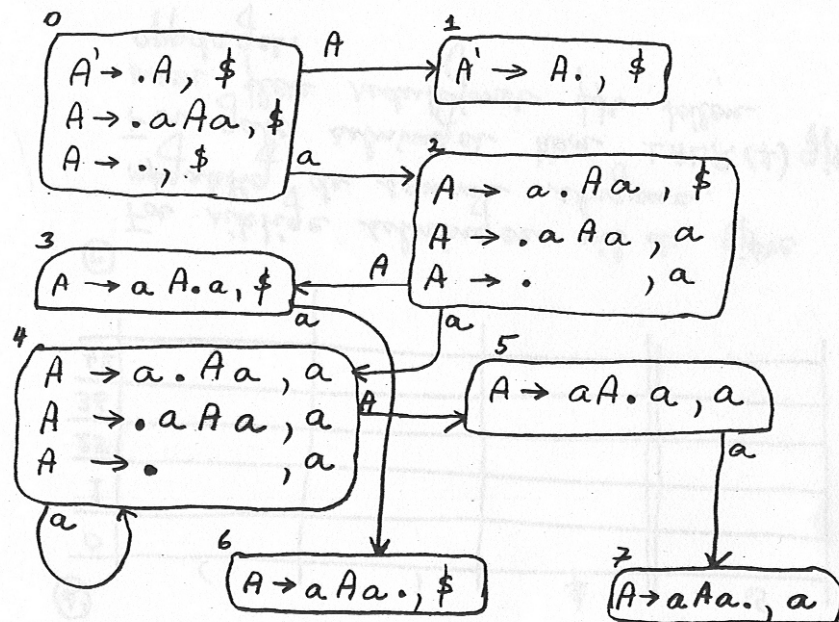 0
A' → .A, $
A → .aAa, $
A → . , $
A
a
1
A' → A., $
2
A → a.Aa, $
A → .aAa, a
A → . , a
A
a
3
A → aA.a, $
a
4
A → a.Aa, a
A → .aAa, a
A → . , a
A
a
5
A → aA.a, a
a
6
A → aAa., $
7
A → aAa., a